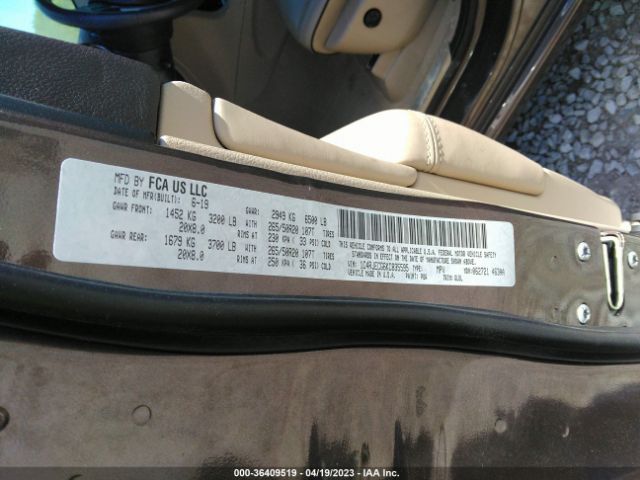 MFD BY FCA US LLC
DATE OF MFR(BUILT): 6-19
GVWR: 2949 KG 6500 LB
GAWR FRONT: 1452 KG 3200 LB
265/50R20 107T TIRES
20X8.0 RIMS AT 230 KPA ( 33 PSI) COLD
GAWR REAR: 1679 KG 3700 LB
265/50R20 107T TIRES
20X8.0 RIMS AT 250 KPA ( 36 PSI) COLD
THIS VEHICLE CONFORMS TO ALL APPLICABLE U.S.A. FEDERAL MOTOR VEHICLE SAFETY
STANDARDS IN EFFECT ON THE DATE OF MANUFACTURE SHOWN ABOVE.
VIN: TYPE: MPV
MDH:
VEHICLE MADE IN U.S.A. PAINT: TRIM:
000-36409519 - 04/19/2023 - IAA Inc.